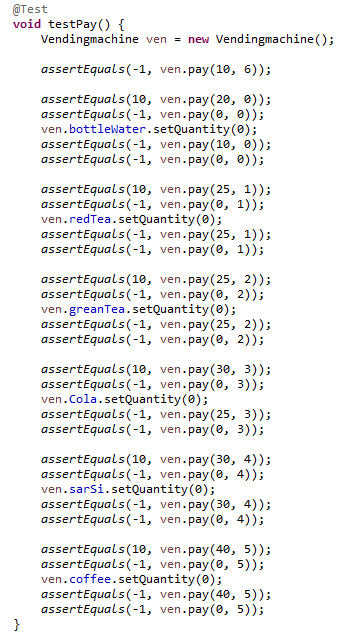 @Test
void testPay() {
    Vendingmachine ven = new Vendingmachine();

    assertEquals(-1, ven.pay(10, 6));

    assertEquals(10, ven.pay(20, 0));
    assertEquals(-1, ven.pay(0, 0));
    ven.bottleWater.setQuantity(0);
    assertEquals(-1, ven.pay(10, 0));
    assertEquals(-1, ven.pay(0, 0));

    assertEquals(10, ven.pay(25, 1));
    assertEquals(-1, ven.pay(0, 1));
    ven.redTea.setQuantity(0);
    assertEquals(-1, ven.pay(25, 1));
    assertEquals(-1, ven.pay(0, 1));

    assertEquals(10, ven.pay(25, 2));
    assertEquals(-1, ven.pay(0, 2));
    ven.greanTea.setQuantity(0);
    assertEquals(-1, ven.pay(25, 2));
    assertEquals(-1, ven.pay(0, 2));

    assertEquals(10, ven.pay(30, 3));
    assertEquals(-1, ven.pay(0, 3));
    ven.Cola.setQuantity(0);
    assertEquals(-1, ven.pay(25, 3));
    assertEquals(-1, ven.pay(0, 3));

    assertEquals(10, ven.pay(30, 4));
    assertEquals(-1, ven.pay(0, 4));
    ven.sarSi.setQuantity(0);
    assertEquals(-1, ven.pay(30, 4));
    assertEquals(-1, ven.pay(0, 4));

    assertEquals(10, ven.pay(40, 5));
    assertEquals(-1, ven.pay(0, 5));
    ven.coffee.setQuantity(0);
    assertEquals(-1, ven.pay(40, 5));
    assertEquals(-1, ven.pay(0, 5));
}